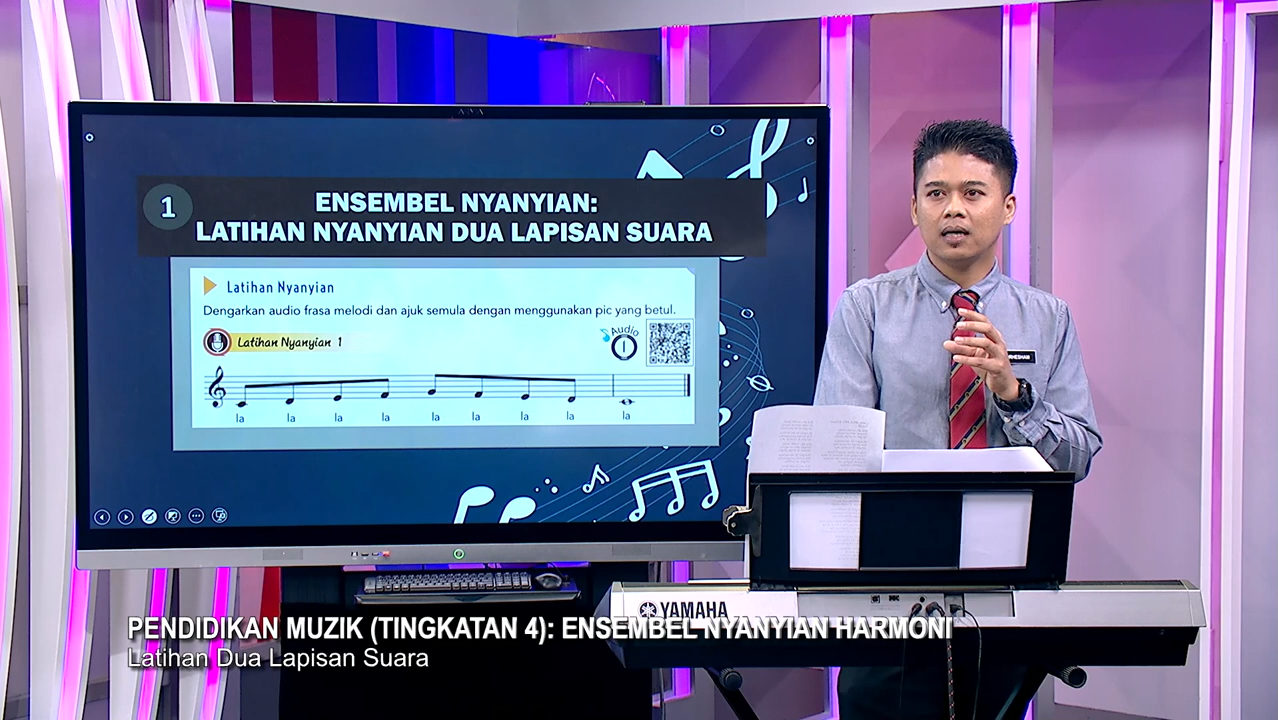 1
ENSEMBEL NYANYIAN:
LATIHAN NYANYIAN DUA LAPISAN SUARA
Latihan Nyanyian
Dengarkan audio frasa melodi dan ajuk semula dengan menggunakan pic yang betul.
Latihan Nyanyian 1
Audio
1
la la la la la la la la la
YAMAHA
PENDIDIKAN MUZIK (TINGKATAN 4): ENSEMBEL NYANYIAN HARMONI
Latihan Dua Lapisan Suara